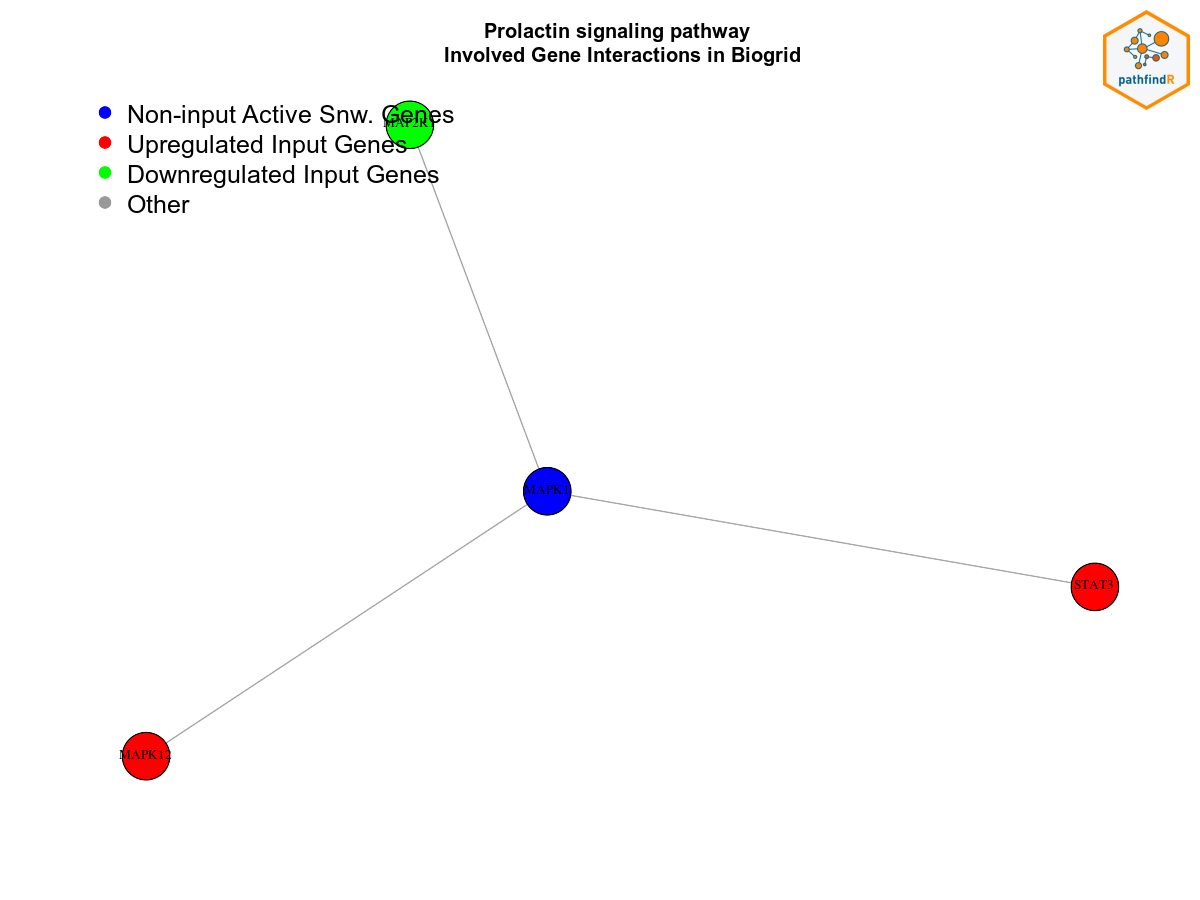 Prolactin signaling pathway
Involved Gene Interactions in Biogrid
pathfindR
Non-input Active Snw. Genes
Upregulated Input Genes
Downregulated Input Genes
Other
MAP2K1
MAPK1
STAT3
MAPK12